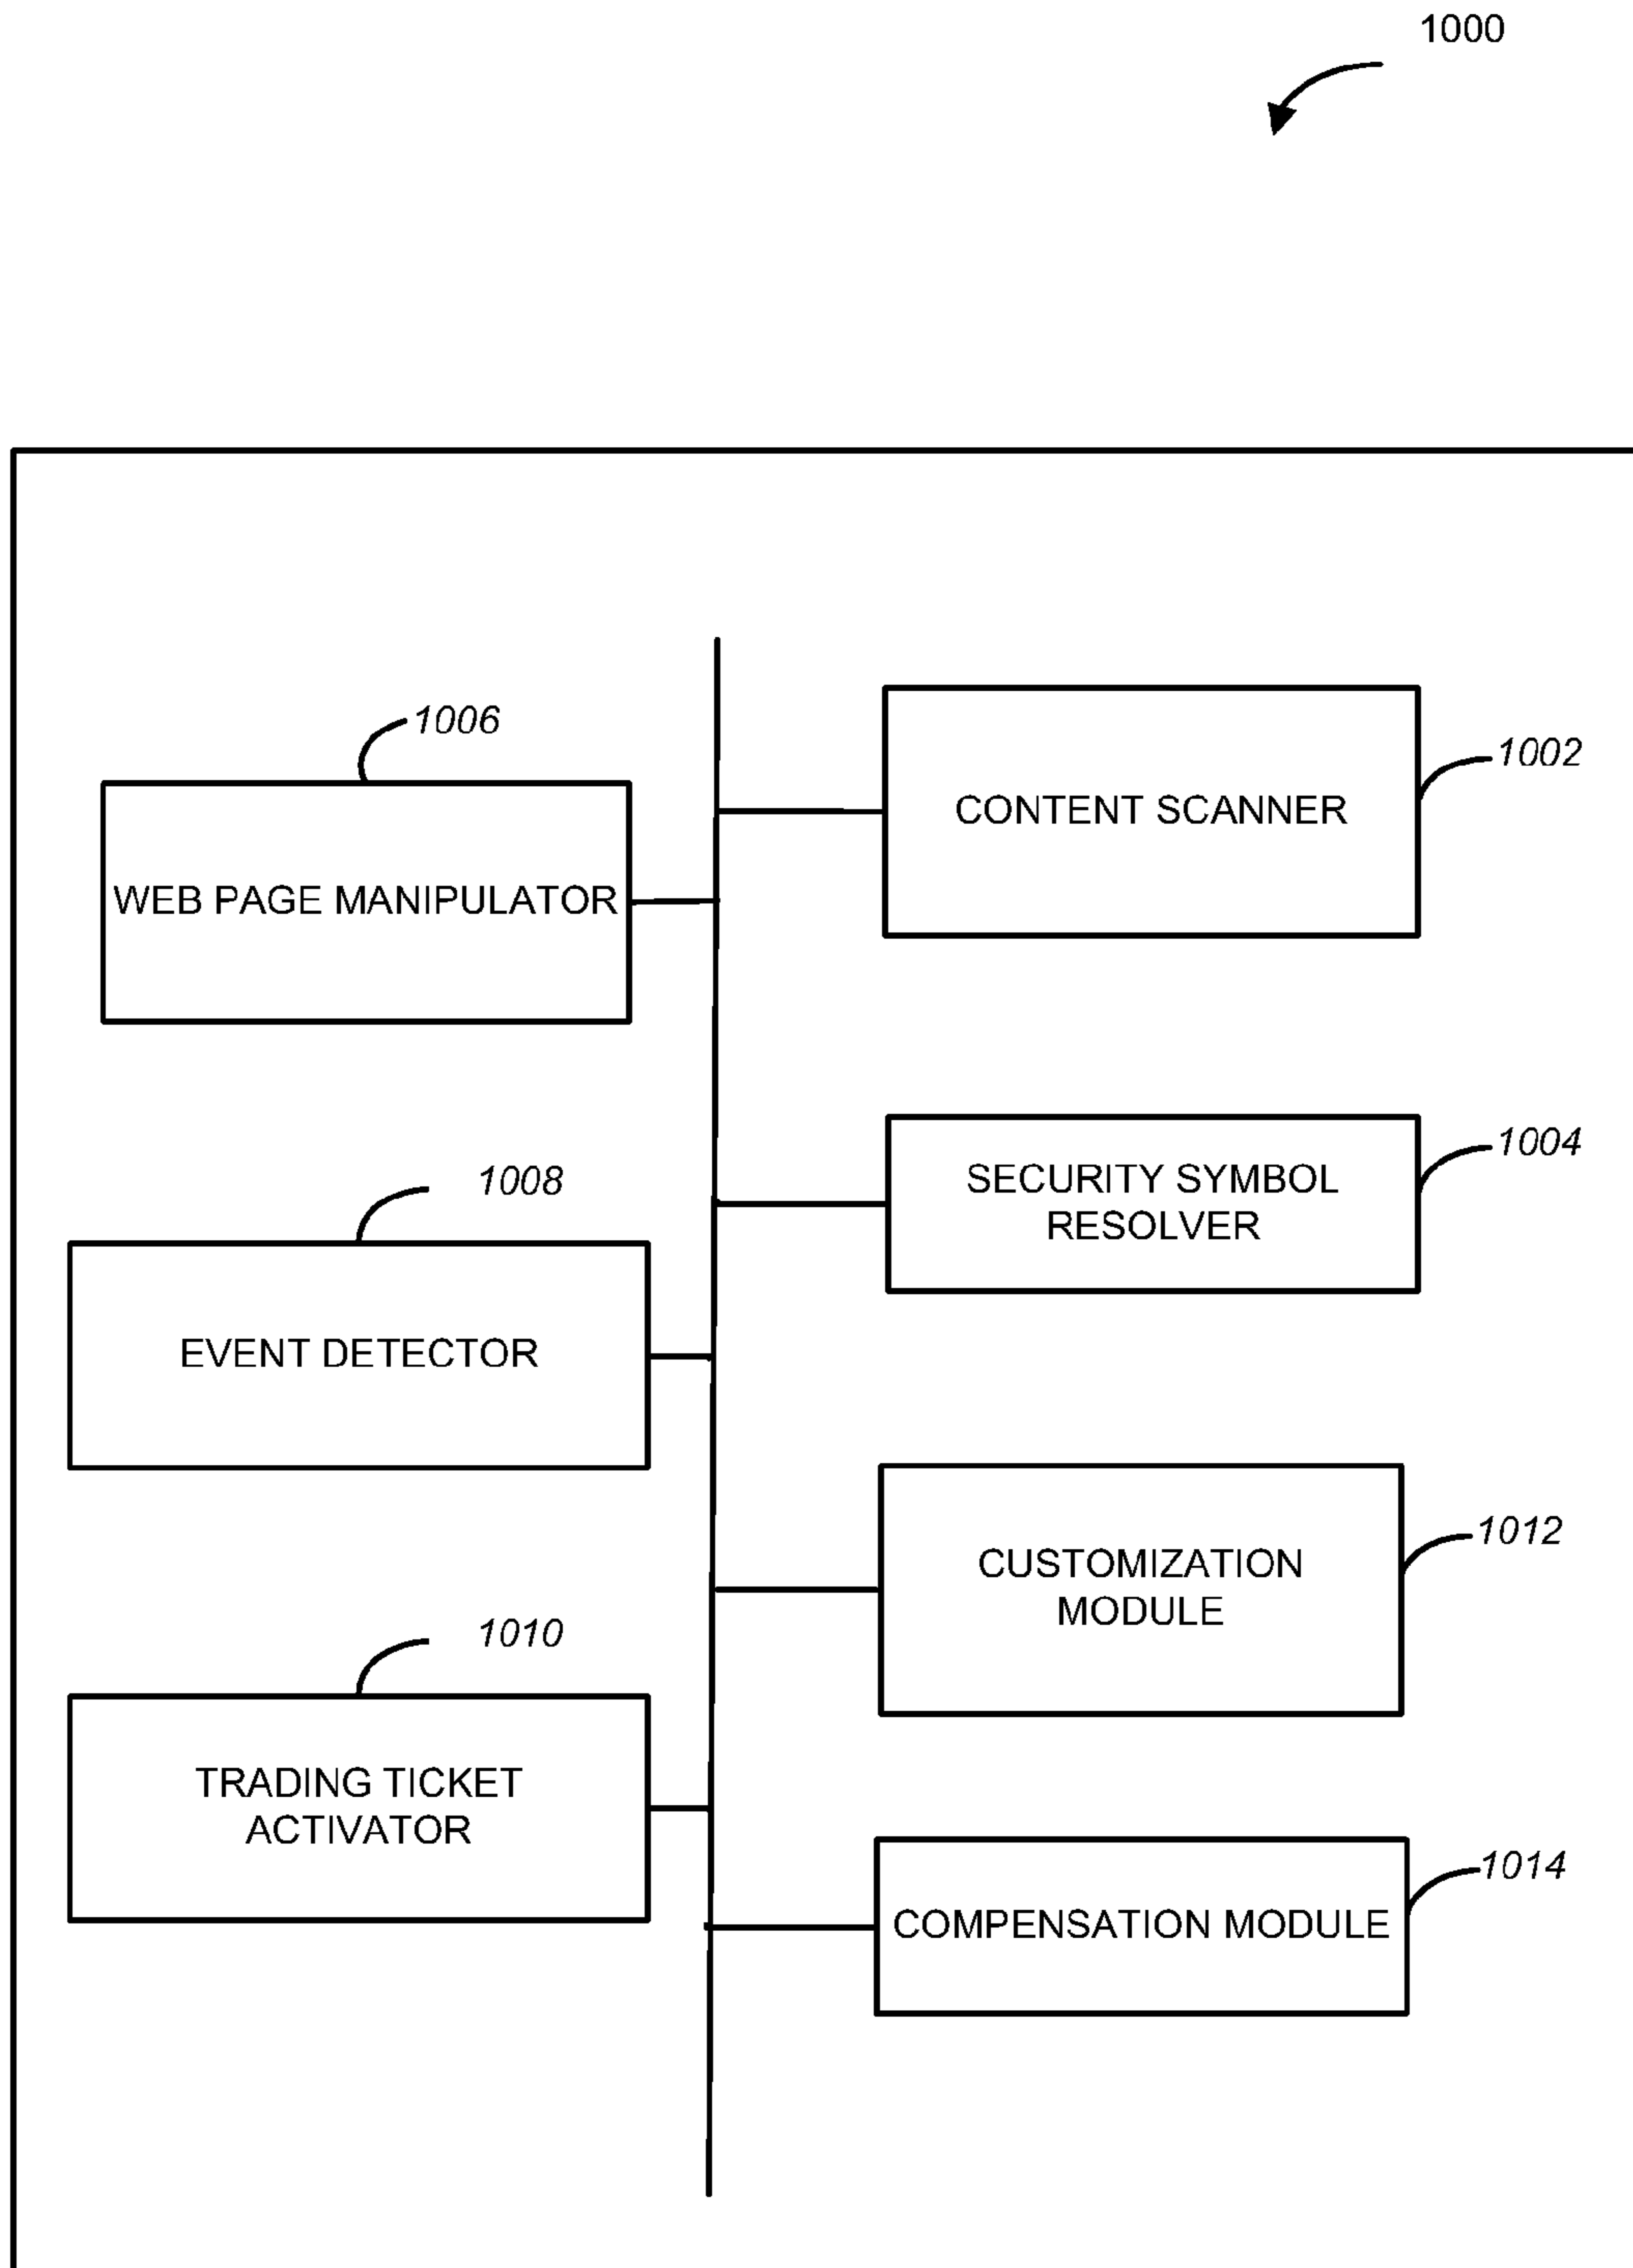 1000
1006
WEB PAGE MANIPULATOR
1002
CONTENT SCANNER
1004
SECURITY SYMBOL
RESOLVER
1008
EVENT DETECTOR
1012
CUSTOMIZATION
MODULE
1010
TRADING TICKET
ACTIVATOR
1014
COMPENSATION MODULE